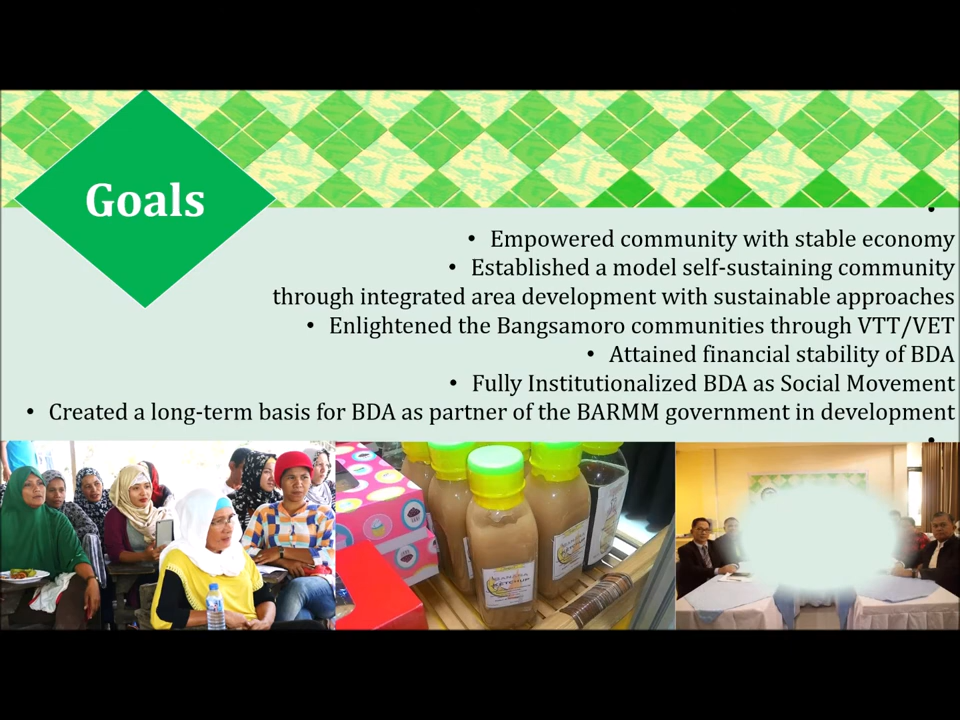 Goals
•
• Empowered community with stable economy
• Established a model self-sustaining community
through integrated area development with sustainable approaches
• Enlightened the Bangsamoro communities through VTT/VET
• Attained financial stability of BDA
• Fully Institutionalized BDA as Social Movement
• Created a long-term basis for BDA as partner of the BARMM government in development
•
BANANA
KETCHUP